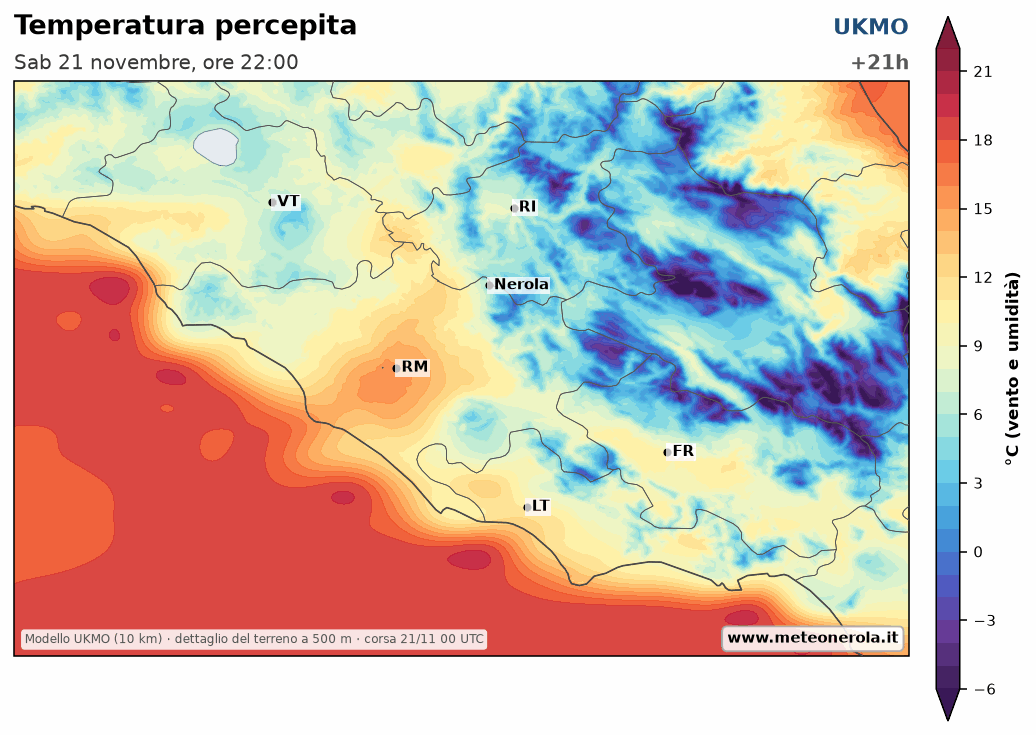 Temperatura percepita
UKMO
Sab 21 novembre, ore 22:00
+21h
VT
RI
Nerola
RM
FR
LT
21
18
15
12
9
6
3
0
−3
−6
°C (vento e umidità)
Modello UKMO (10 km) · dettaglio del terreno a 500 m · corsa 21/11 00 UTC
www.meteonerola.it